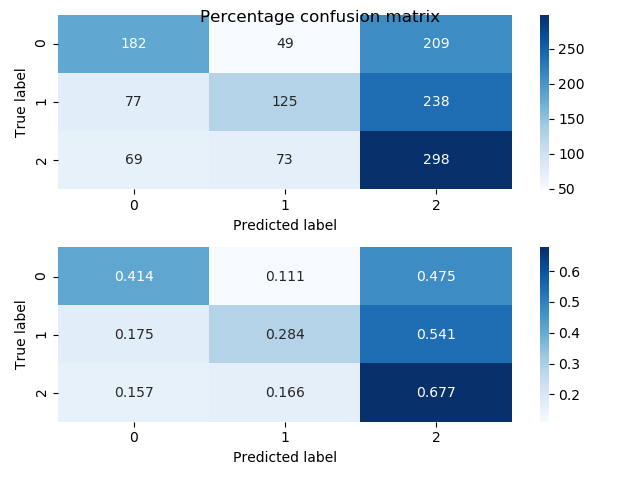 Percentage confusion matrix
0 182 49 209
1 77 125 238
2 69 73 298
True label
0 1 2
Predicted label
250
200
150
100
50
0 0.414 0.111 0.475
1 0.175 0.284 0.541
2 0.157 0.166 0.677
True label
0 1 2
Predicted label
0.6
0.5
0.4
0.3
0.2